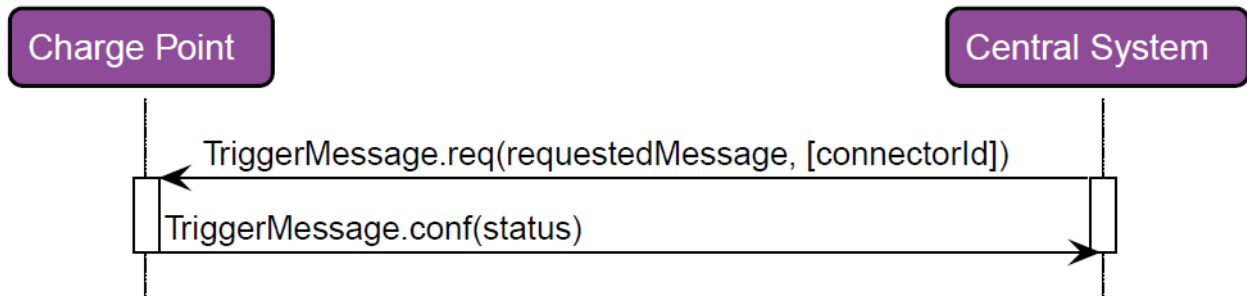 Charge Point
Central System
TriggerMessage.req(requestedMessage, [connectorId])
TriggerMessage.conf(status)